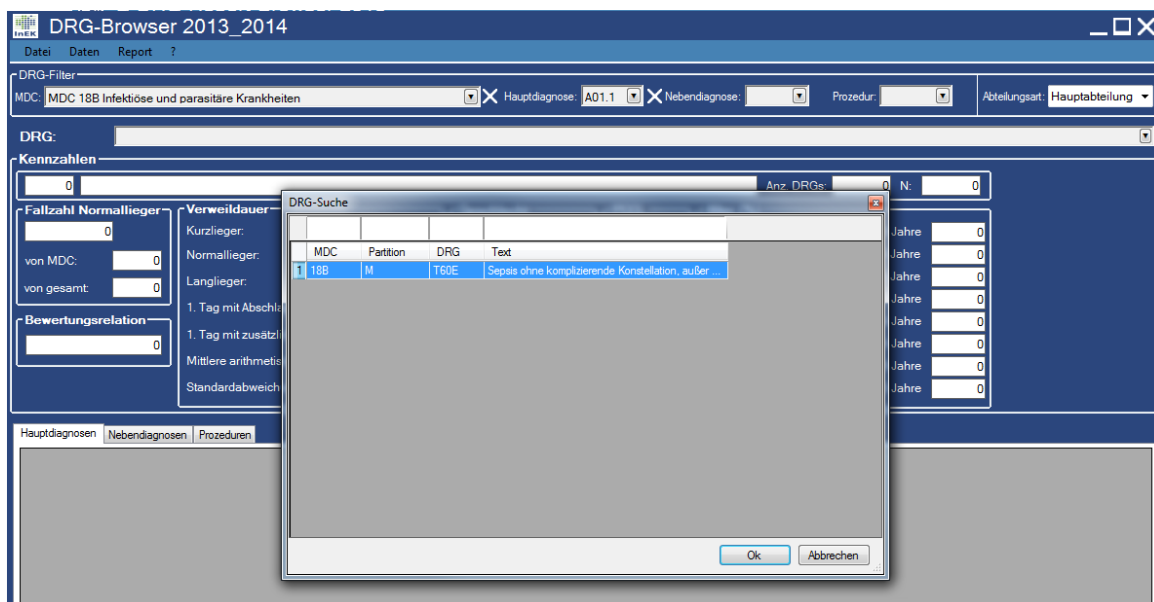 InEK DRG-Browser 2013_2014
Datei Daten Report ?
DRG-Filter
MDC: MDC 18B Infektiöse und parasitäre Krankheiten Hauptdiagnose: A01.1 Nebendiagnose: Prozedur: Abteilungsart: Hauptabteilung
DRG:
Kennzahlen
0 Anz. DRGs: 0 N: 0
Fallzahl Normallieger
0
von MDC: 0
von gesamt: 0
Bewertungsrelation
0
Verweildauer
Kurzlieger:
Normallieger:
Langlieger:
1. Tag mit Abschla
1. Tag mit zusätzli
Mittlere arithmetis
Standardabweich
DRG-Suche
MDC Partition DRG Text
1 18B M T60E Sepsis ohne komplizierende Konstellation, außer ...
Ok Abbrechen
Jahre 0
Jahre 0
Jahre 0
Jahre 0
Jahre 0
Jahre 0
Jahre 0
Jahre 0
Hauptdiagnosen Nebendiagnosen Prozeduren